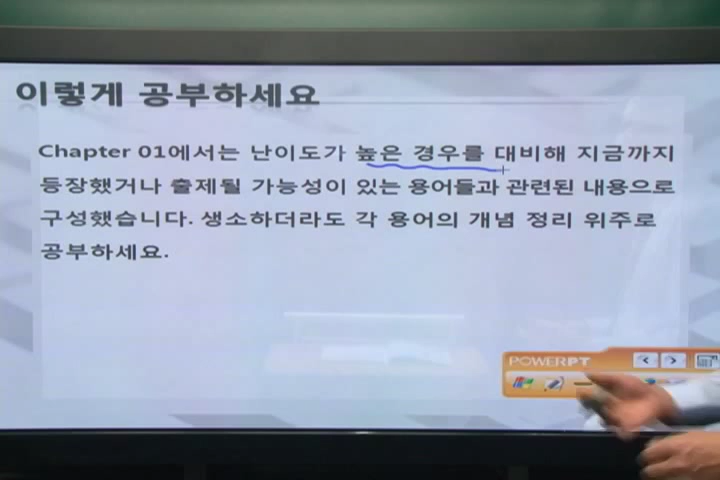 이렇게 공부하세요
Chapter 01에서는 난이도가 높은 경우를 대비해 지금까지
등장했거나 출제될 가능성이 있는 용어들과 관련된 내용으로
구성했습니다. 생소하더라도 각 용어의 개념 정리 위주로
공부하세요.
POWERPT